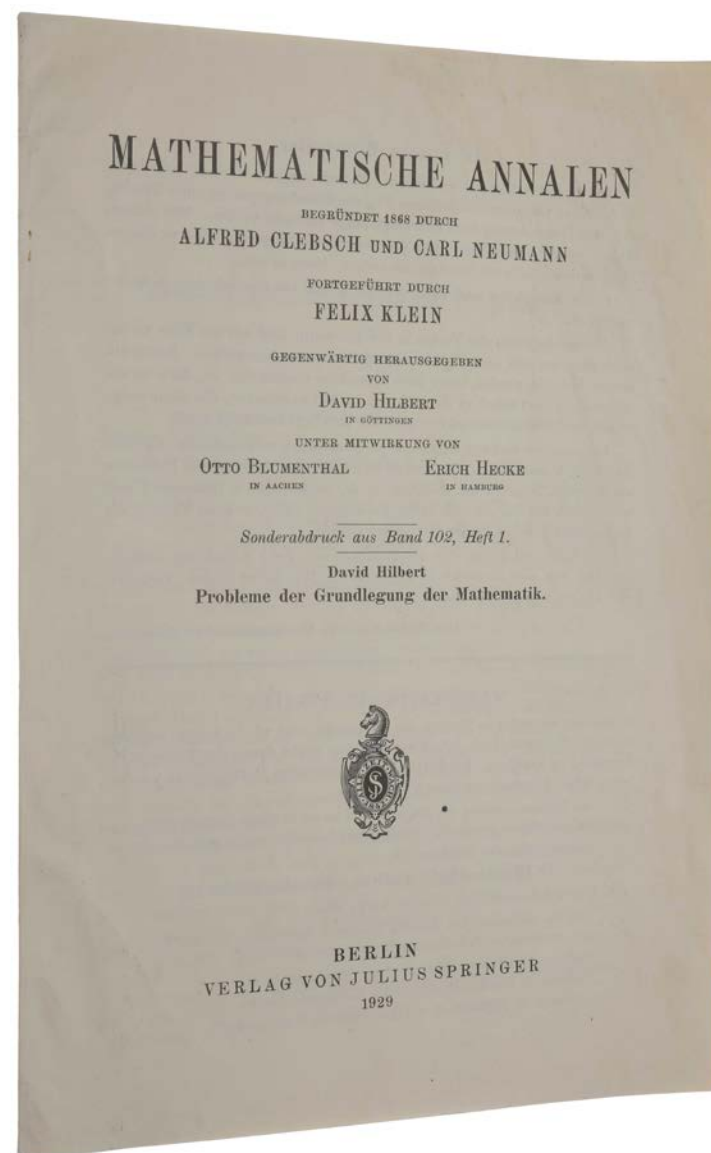 MATHEMATISCHE ANNALEN
BEGRÜNDET 1868 DURCH
ALFRED CLEBSCH UND CARL NEUMANN
FORTGEFÜHRT DURCH
FELIX KLEIN
GEGENWÄRTIG HERAUSGEGEBEN
VON
DAVID HILBERT
IN GÖTTINGEN
UNTER MITWIRKUNG VON
OTTO BLUMENTHAL ERICH HECKE
IN AACHEN IN HAMBURG
Sonderabdruck aus Band 102, Heft 1.
David Hilbert
Probleme der Grundlegung der Mathematik.
BERLIN
VERLAG VON JULIUS SPRINGER
1929